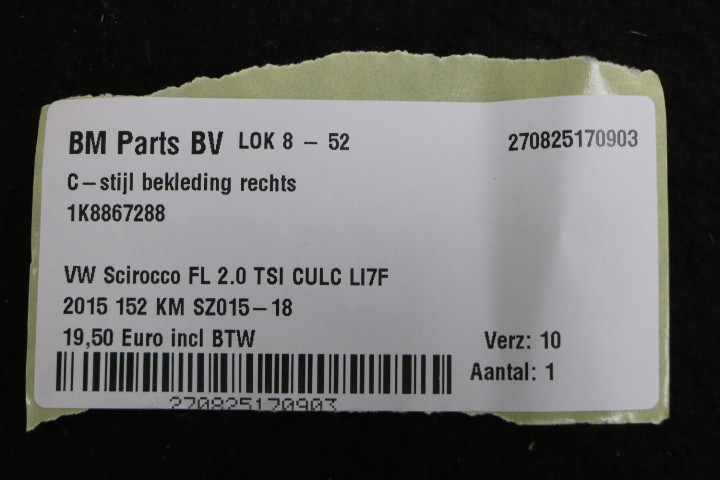 BM Parts BV LOK 8 – 52 270825170903
C–stijl bekleding rechts
1K8867288
VW Scirocco FL 2.0 TSI CULC LI7F
2015 152 KM SZ015–18
19,50 Euro incl BTW Verz: 10
Aantal: 1
270825170903